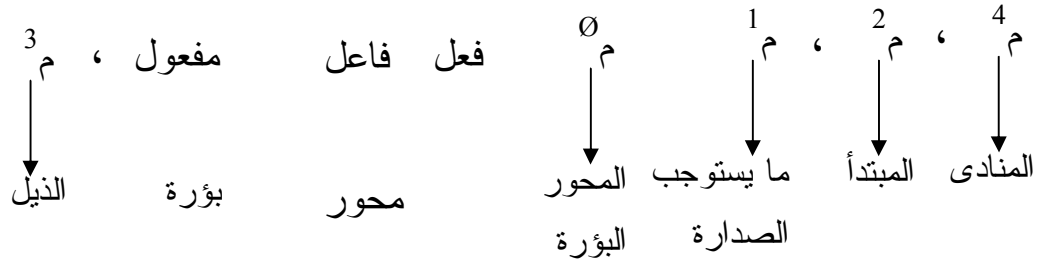 م4 ، م2 ، م1 مØ فعل فاعل مفعول ، م3
المنادى المبتدأ ما يستوجب المحور محور بؤرة الذيل
الصدارة البؤرة